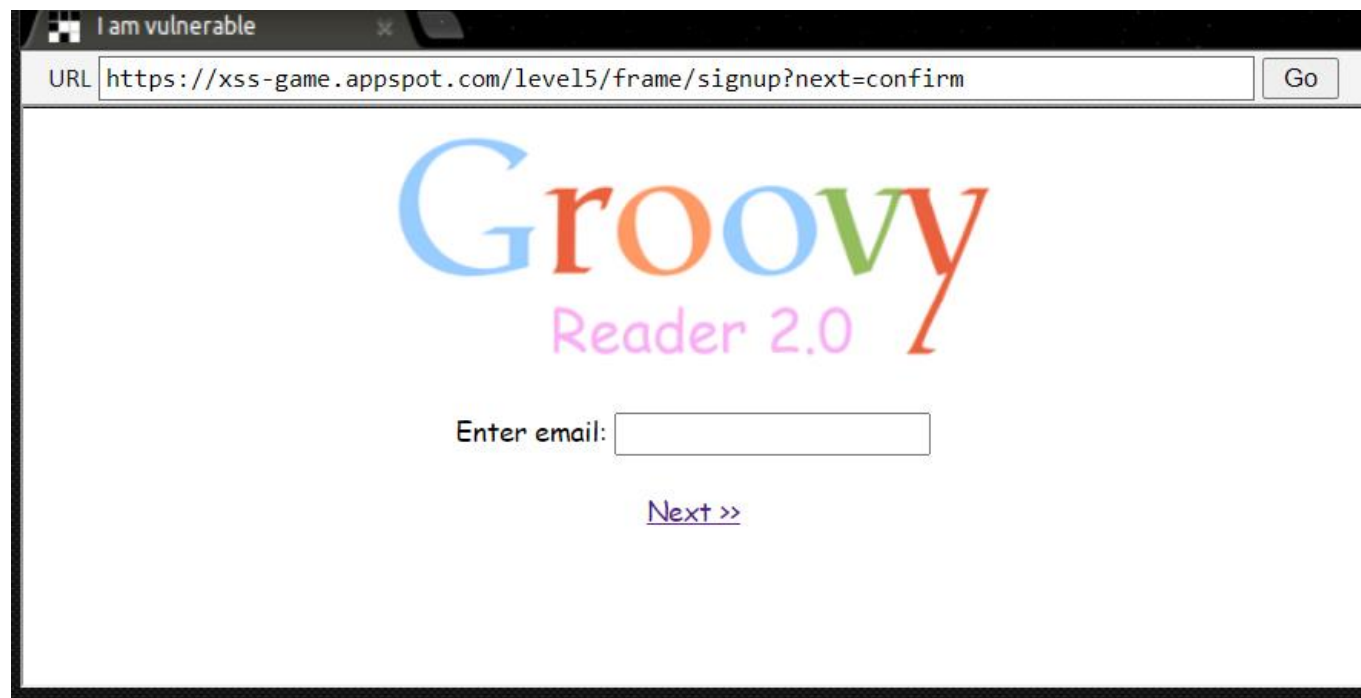 I am vulnerable
URL https://xss-game.appspot.com/level5/frame/signup?next=confirm Go
Groovy
Reader 2.0
Enter email:
Next >>